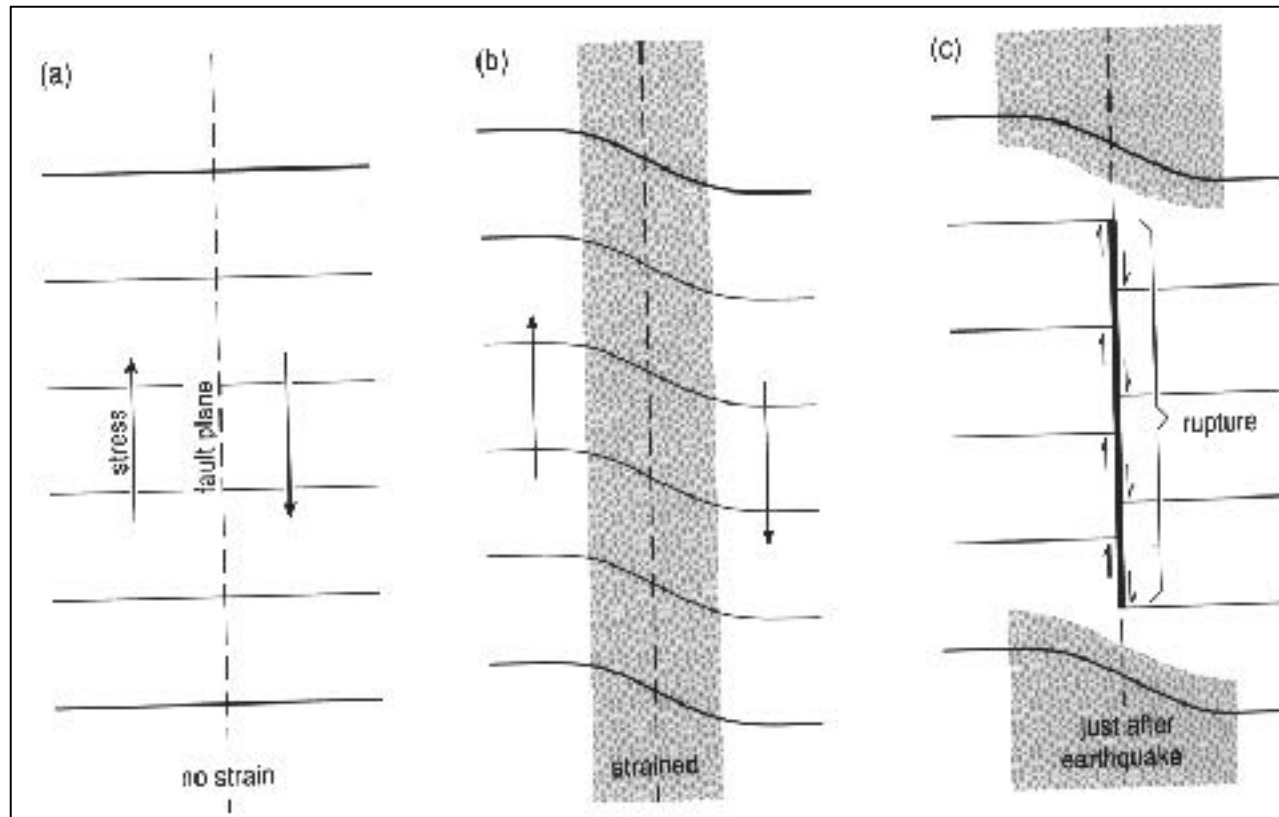 (a)
stress
fault plane
no strain
(b)
strained
(c)
rupture
just after
earthquake